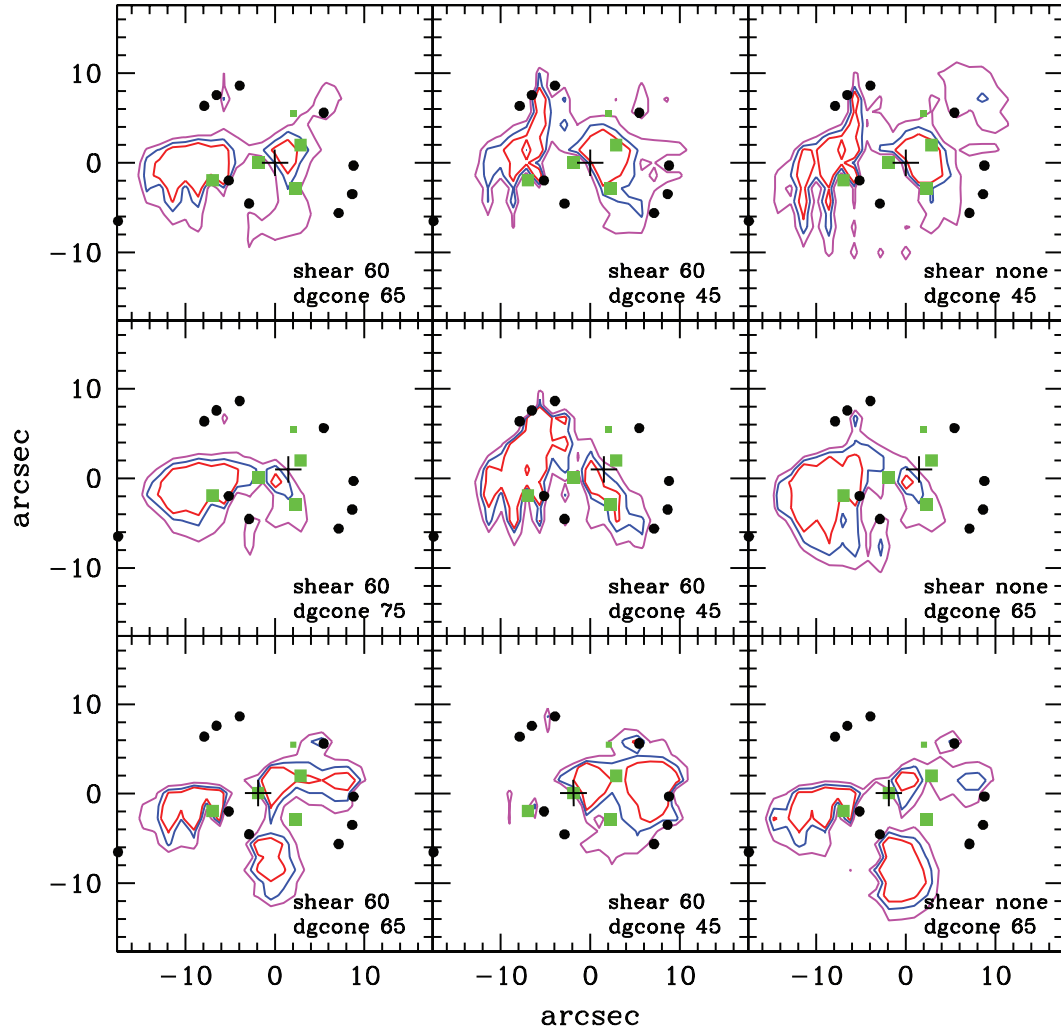 10
0
−10
shear 60
dgcone 65
shear 60
dgcone 45
shear none
dgcone 45
10
0
−10
arcsec
shear 60
dgcone 75
shear 60
dgcone 45
shear none
dgcone 65
10
0
−10
shear 60
dgcone 65
shear 60
dgcone 45
shear none
dgcone 65
−10 0 10 −10 0 10 −10 0 10
arcsec